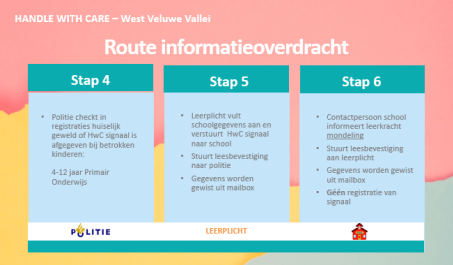 HANDLE WITH CARE – West Veluwe Vallei
Route informatieoverdracht
Stap 4
• Politie checkt in
registraties huiselijk
geweld of HwC signaal is
afgegeven bij betrokken
kinderen:
4-12 jaar Primair
Onderwijs
POLITIE
Stap 5
• Leerplicht vult
schoolgegevens aan en
verstuurt HwC signaal
naar school
• Stuurt leesbevestiging
naar politie
• Gegevens worden
gewist uit mailbox
LEERPLICHT
Stap 6
• Contactpersoon school
informeert leerkracht
mondeling
• Stuurt leesbevestiging
aan leerplicht
• Gegevens worden gewist
uit mailbox
• Géén registratie van
signaal